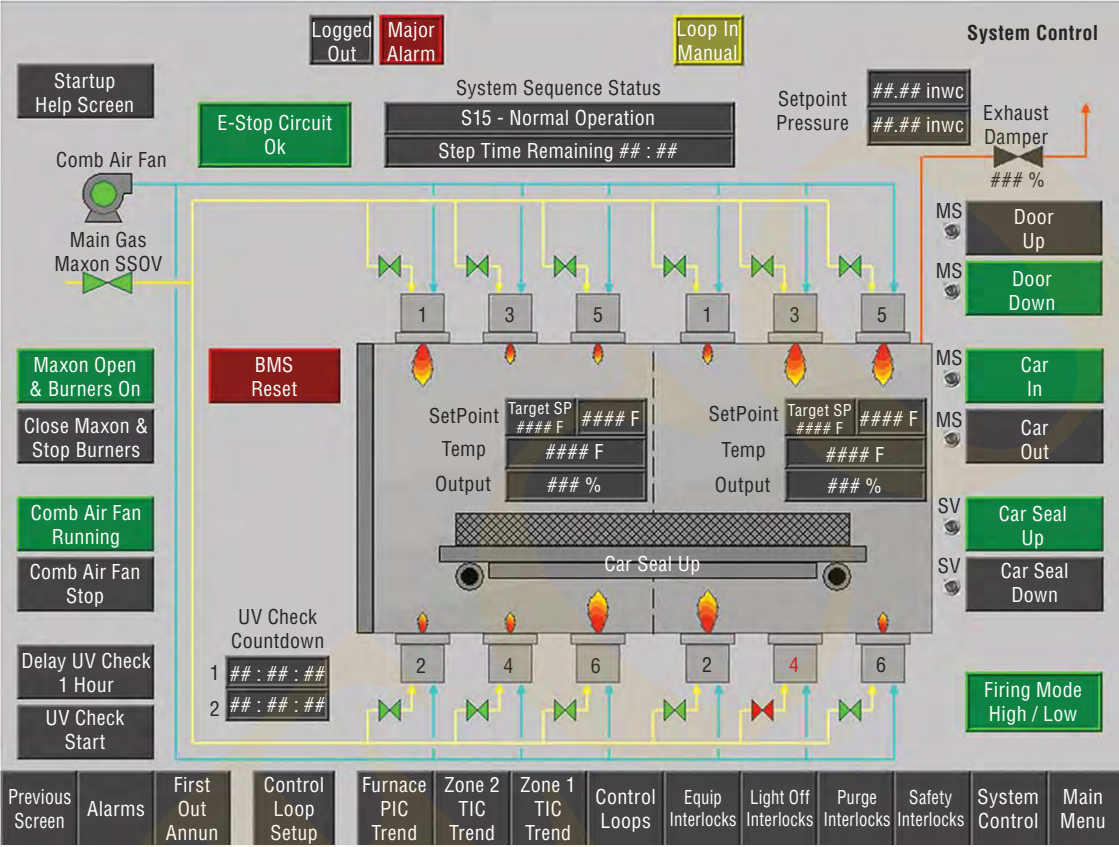 Logged
Out
Major
Alarm
Loop In
Manual
System Control
Startup
Help Screen
E-Stop Circuit
Ok
System Sequence Status
S15 - Normal Operation
Step Time Remaining ## : ##
Setpoint
Pressure
##.## inwc
##.## inwc
Exhaust
Damper
### %
Comb Air Fan
Main Gas
Maxon SSOV
MS
Door
Up
MS
Door
Down
1
3
5
1
3
5
Maxon Open
& Burners On
BMS
Reset
MS
Car
In
Close Maxon &
Stop Burners
MS
Car
Out
SetPoint
Target SP
#### F
#### F
Temp
#### F
Output
### %
SetPoint
Target SP
#### F
#### F
Temp
#### F
Output
### %
Comb Air Fan
Running
Comb Air Fan
Stop
Car Seal Up
SV
Car Seal
Up
SV
Car Seal
Down
UV Check
Countdown
1 ## : ## : ##
2 ## : ## : ##
2
4
6
2
4
6
Delay UV Check
1 Hour
UV Check
Start
Firing Mode
High / Low
Previous
Screen
Alarms
First
Out
Annun
Control
Loop
Setup
Furnace
PIC
Trend
Zone 2
TIC
Trend
Zone 1
TIC
Trend
Control
Loops
Equip
Interlocks
Light Off
Interlocks
Purge
Interlocks
Safety
Interlocks
System
Control
Main
Menu